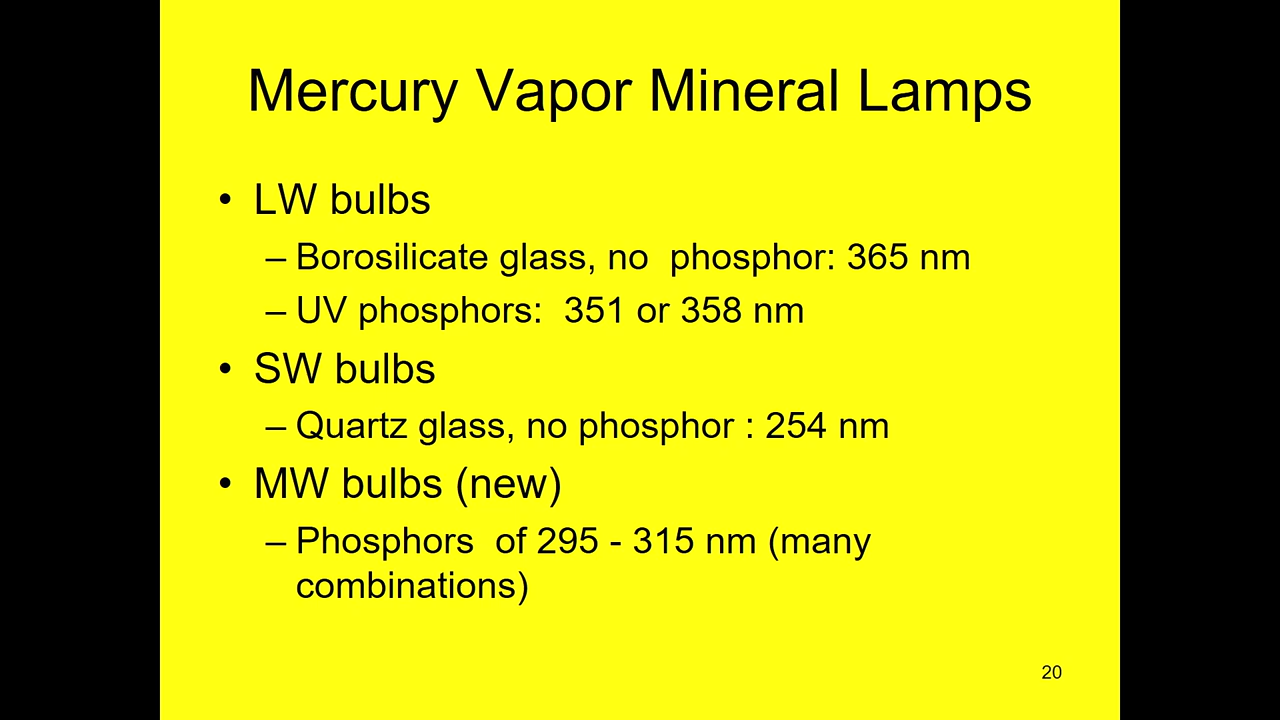 Mercury Vapor Mineral Lamps
• LW bulbs
– Borosilicate glass, no  phosphor: 365 nm
– UV phosphors:  351 or 358 nm
• SW bulbs
– Quartz glass, no phosphor : 254 nm
• MW bulbs (new)
– Phosphors  of 295 - 315 nm (many
combinations)
20